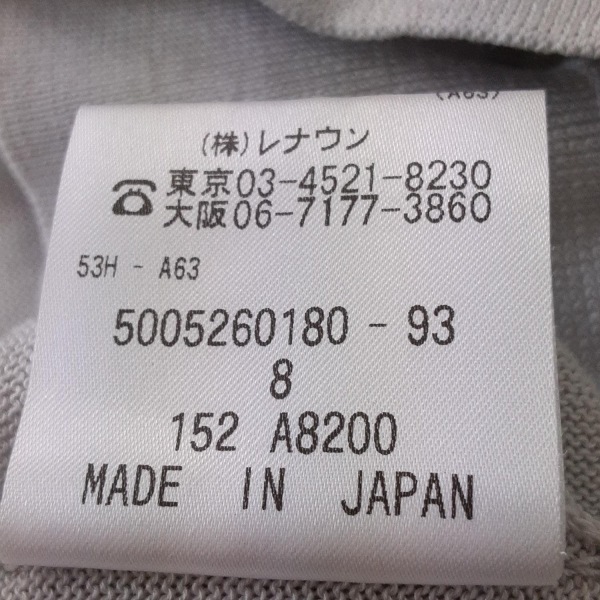 (A63)
(株)レナウン
☎ 東京03-4521-8230
大阪06-7177-3860
53H - A63
5005260180 - 93
8
152 A8200
MADE IN JAPAN